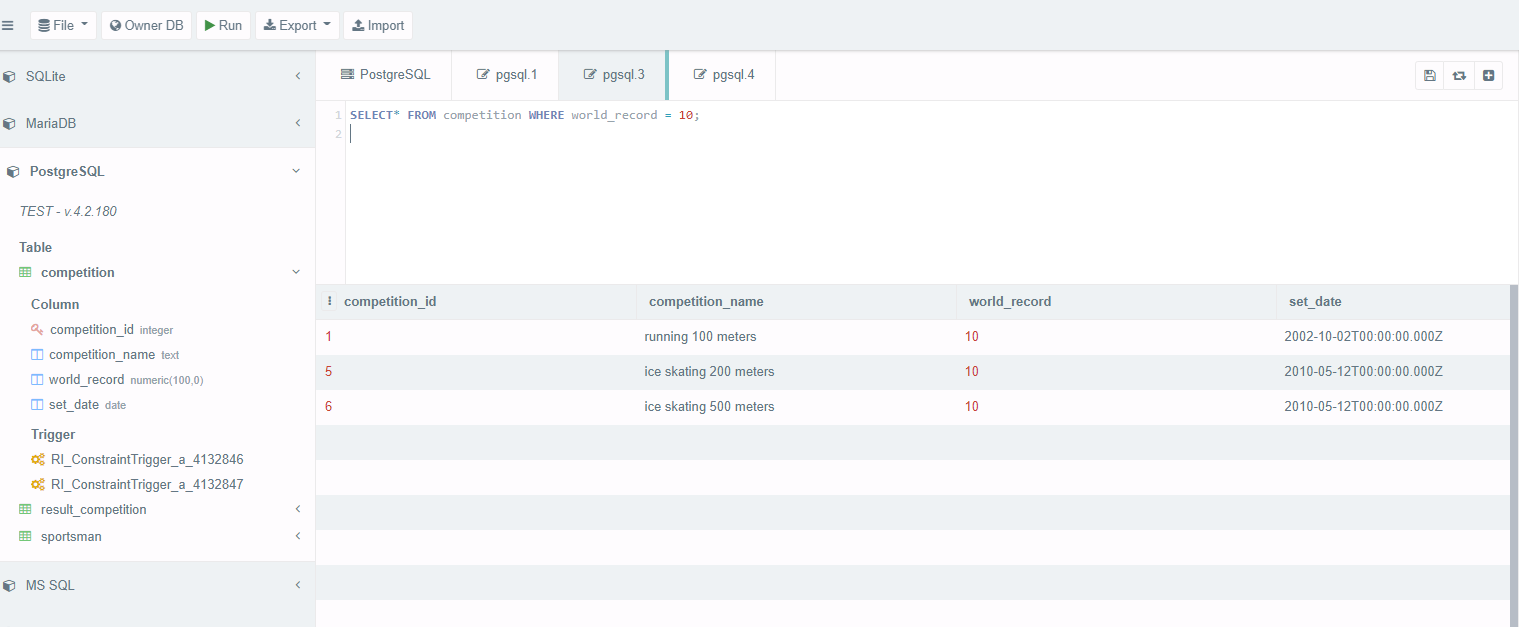 File Owner DB Run Export Import
SQLite
MariaDB
PostgreSQL
TEST - v.4.2.180
Table
competition
Column
competition_id integer
competition_name text
world_record numeric(100,0)
set_date date
Trigger
RI_ConstraintTrigger_a_4132846
RI_ConstraintTrigger_a_4132847
result_competition
sportsman
MS SQL
PostgreSQL pgsql.1 pgsql.3 pgsql.4
1 SELECT* FROM competition WHERE world_record = 10;
2
competition_id competition_name world_record set_date
1 running 100 meters 10 2002-10-02T00:00:00.000Z
5 ice skating 200 meters 10 2010-05-12T00:00:00.000Z
6 ice skating 500 meters 10 2010-05-12T00:00:00.000Z